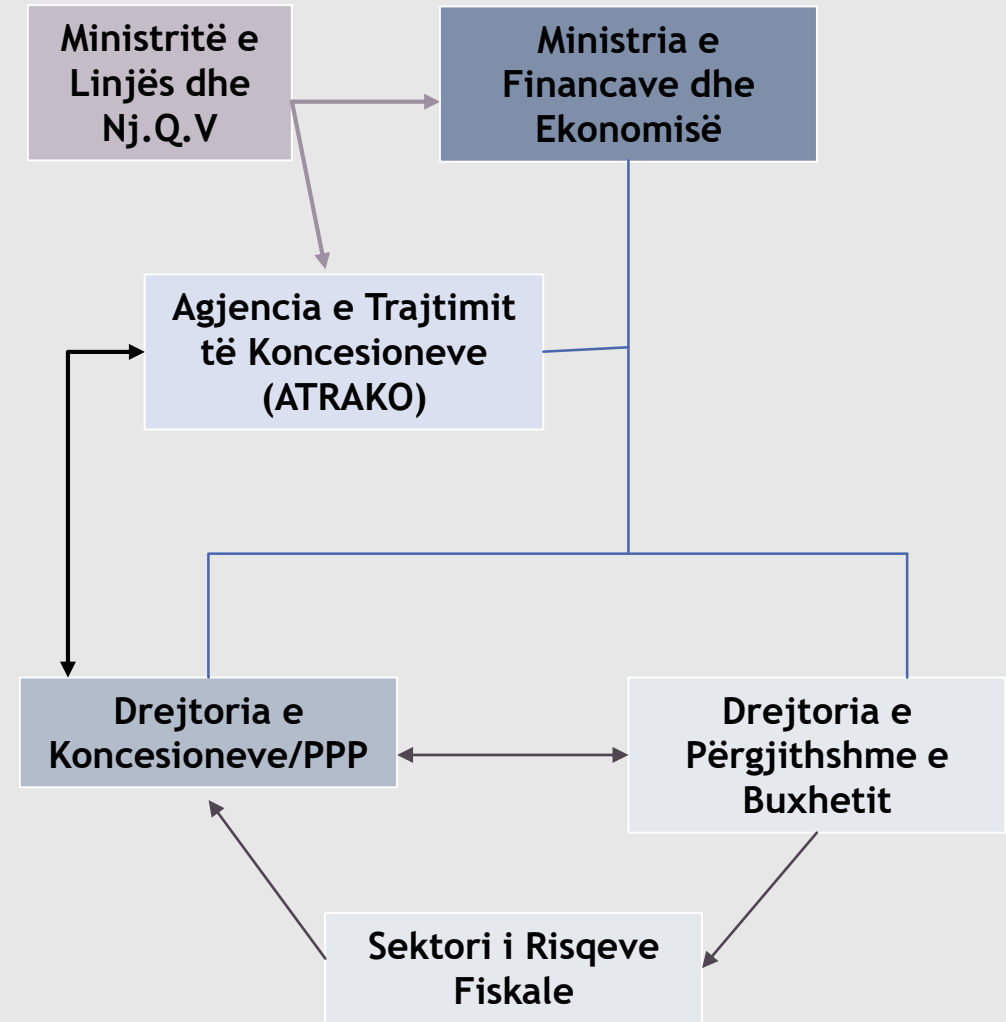 Ministritë e
Linjës dhe
Nj.Q.V
Ministria e
Financave dhe
Ekonomisë
Agjencia e Trajtimit
të Koncesioneve
(ATRAKO)
Drejtoria e
Koncesioneve/PPP
Drejtoria e
Përgjithshme e
Buxhetit
Sektori i Risqeve
Fiskale